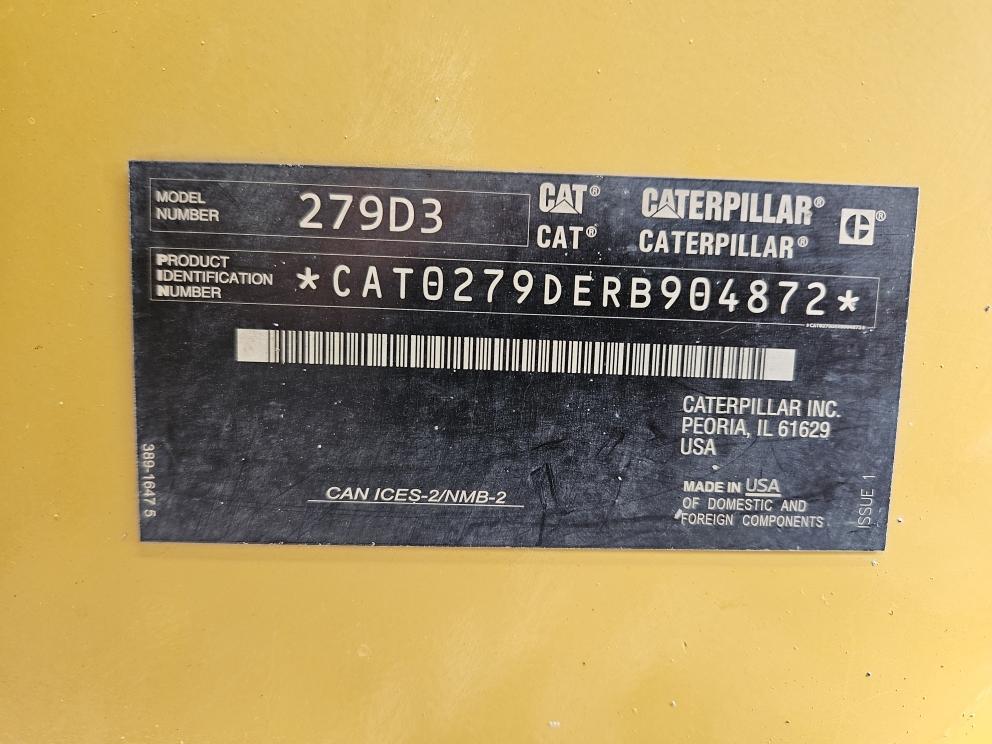 MODEL
NUMBER
279D3
CAT®
CAT®
CATERPILLAR®
CATERPILLAR®
C®
PRODUCT
IDENTIFICATION
NUMBER
*CAT0279DERB904872*
CATERPILLAR INC.
PEORIA, IL 61629
USA
MADE IN USA
OF DOMESTIC AND
FOREIGN COMPONENTS
CAN ICES-2/NMB-2
389-1647 5
ISSUE 1